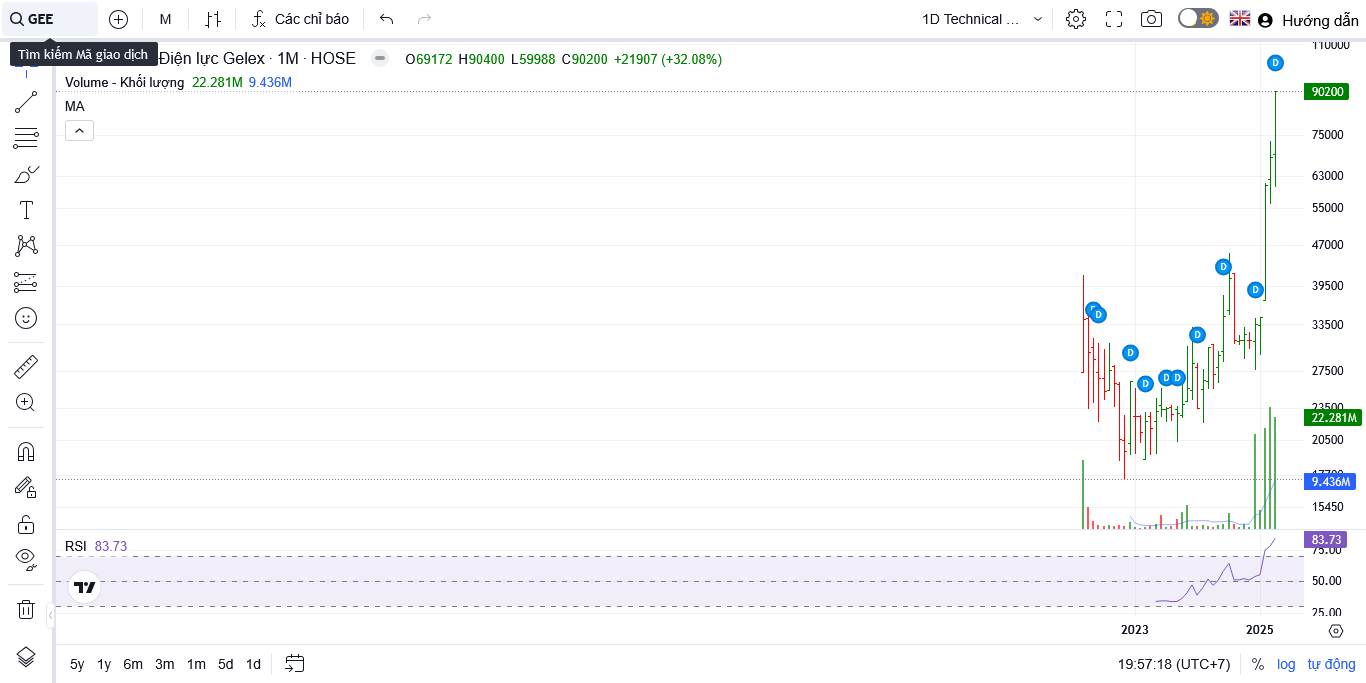 GEE
M
Các chỉ báo
1D Technical ...
Hướng dẫn
Tìm kiếm Mã giao dịch
Điện lực Gelex · 1M · HOSE
O69172 H90400 L59988 C90200 +21907 (+32.08%)
Volume - Khối lượng 22.281M 9.436M
MA
110000
90200
75000
63000
55000
47000
39500
33500
27500
23500
22.281M
20500
17700
9.436M
15450
D
D
D
D
D
D
D
D
D
RSI 83.73
83.73
75.00
50.00
25.00
2023
2025
5y 1y 6m 3m 1m 5d 1d
19:57:18 (UTC+7) % log tự động